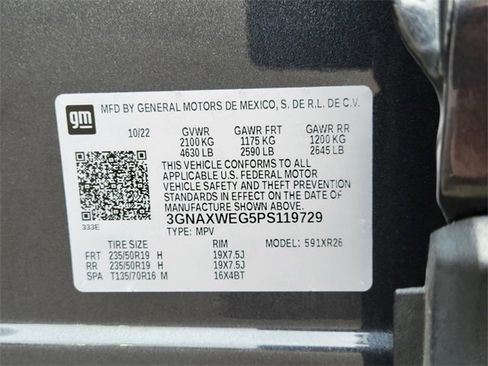 gm MFD BY GENERAL MOTORS DE MEXICO, S. DE R.L. DE C.V.
10/22 GVWR GAWR FRT GAWR RR
2100 KG 1175 KG 1200 KG
4630 LB 2590 LB 2645 LB
THIS VEHICLE CONFORMS TO ALL
APPLICABLE U.S. FEDERAL MOTOR
VEHICLE SAFETY AND THEFT PREVENTION
STANDARDS IN EFFECT ON THE DATE OF
MANUFACTURE SHOWN ABOVE.
333E 3GNAXWEG5PS119729
TYPE: MPV
TIRE SIZE RIM MODEL: 591XR26
FRT 235/50R19 H 19X7.5J
RR 235/50R19 H 19X7.5J
SPA T135/70R16 M 16X4BT